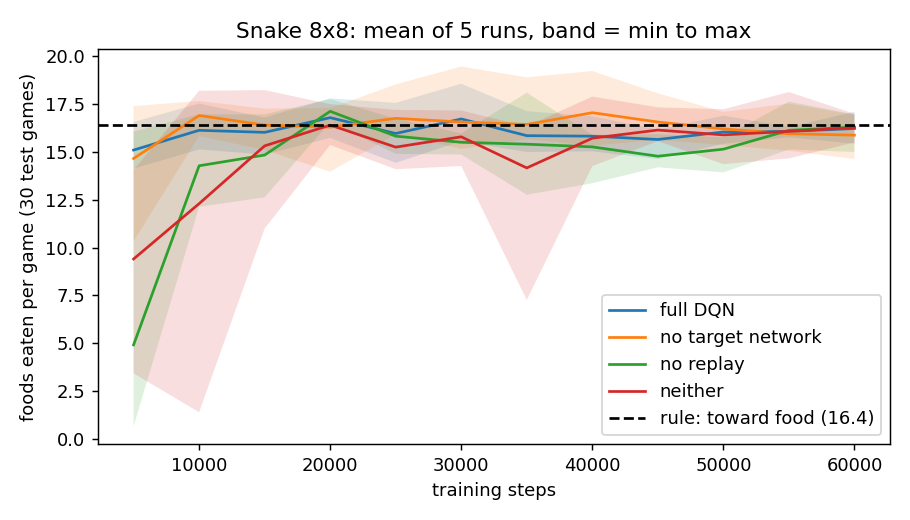 Snake 8x8: mean of 5 runs, band = min to max
foods eaten per game (30 test games)
20.0
17.5
15.0
12.5
10.0
7.5
5.0
2.5
0.0
full DQN
no target network
no replay
neither
rule: toward food (16.4)
10000 20000 30000 40000 50000 60000
training steps